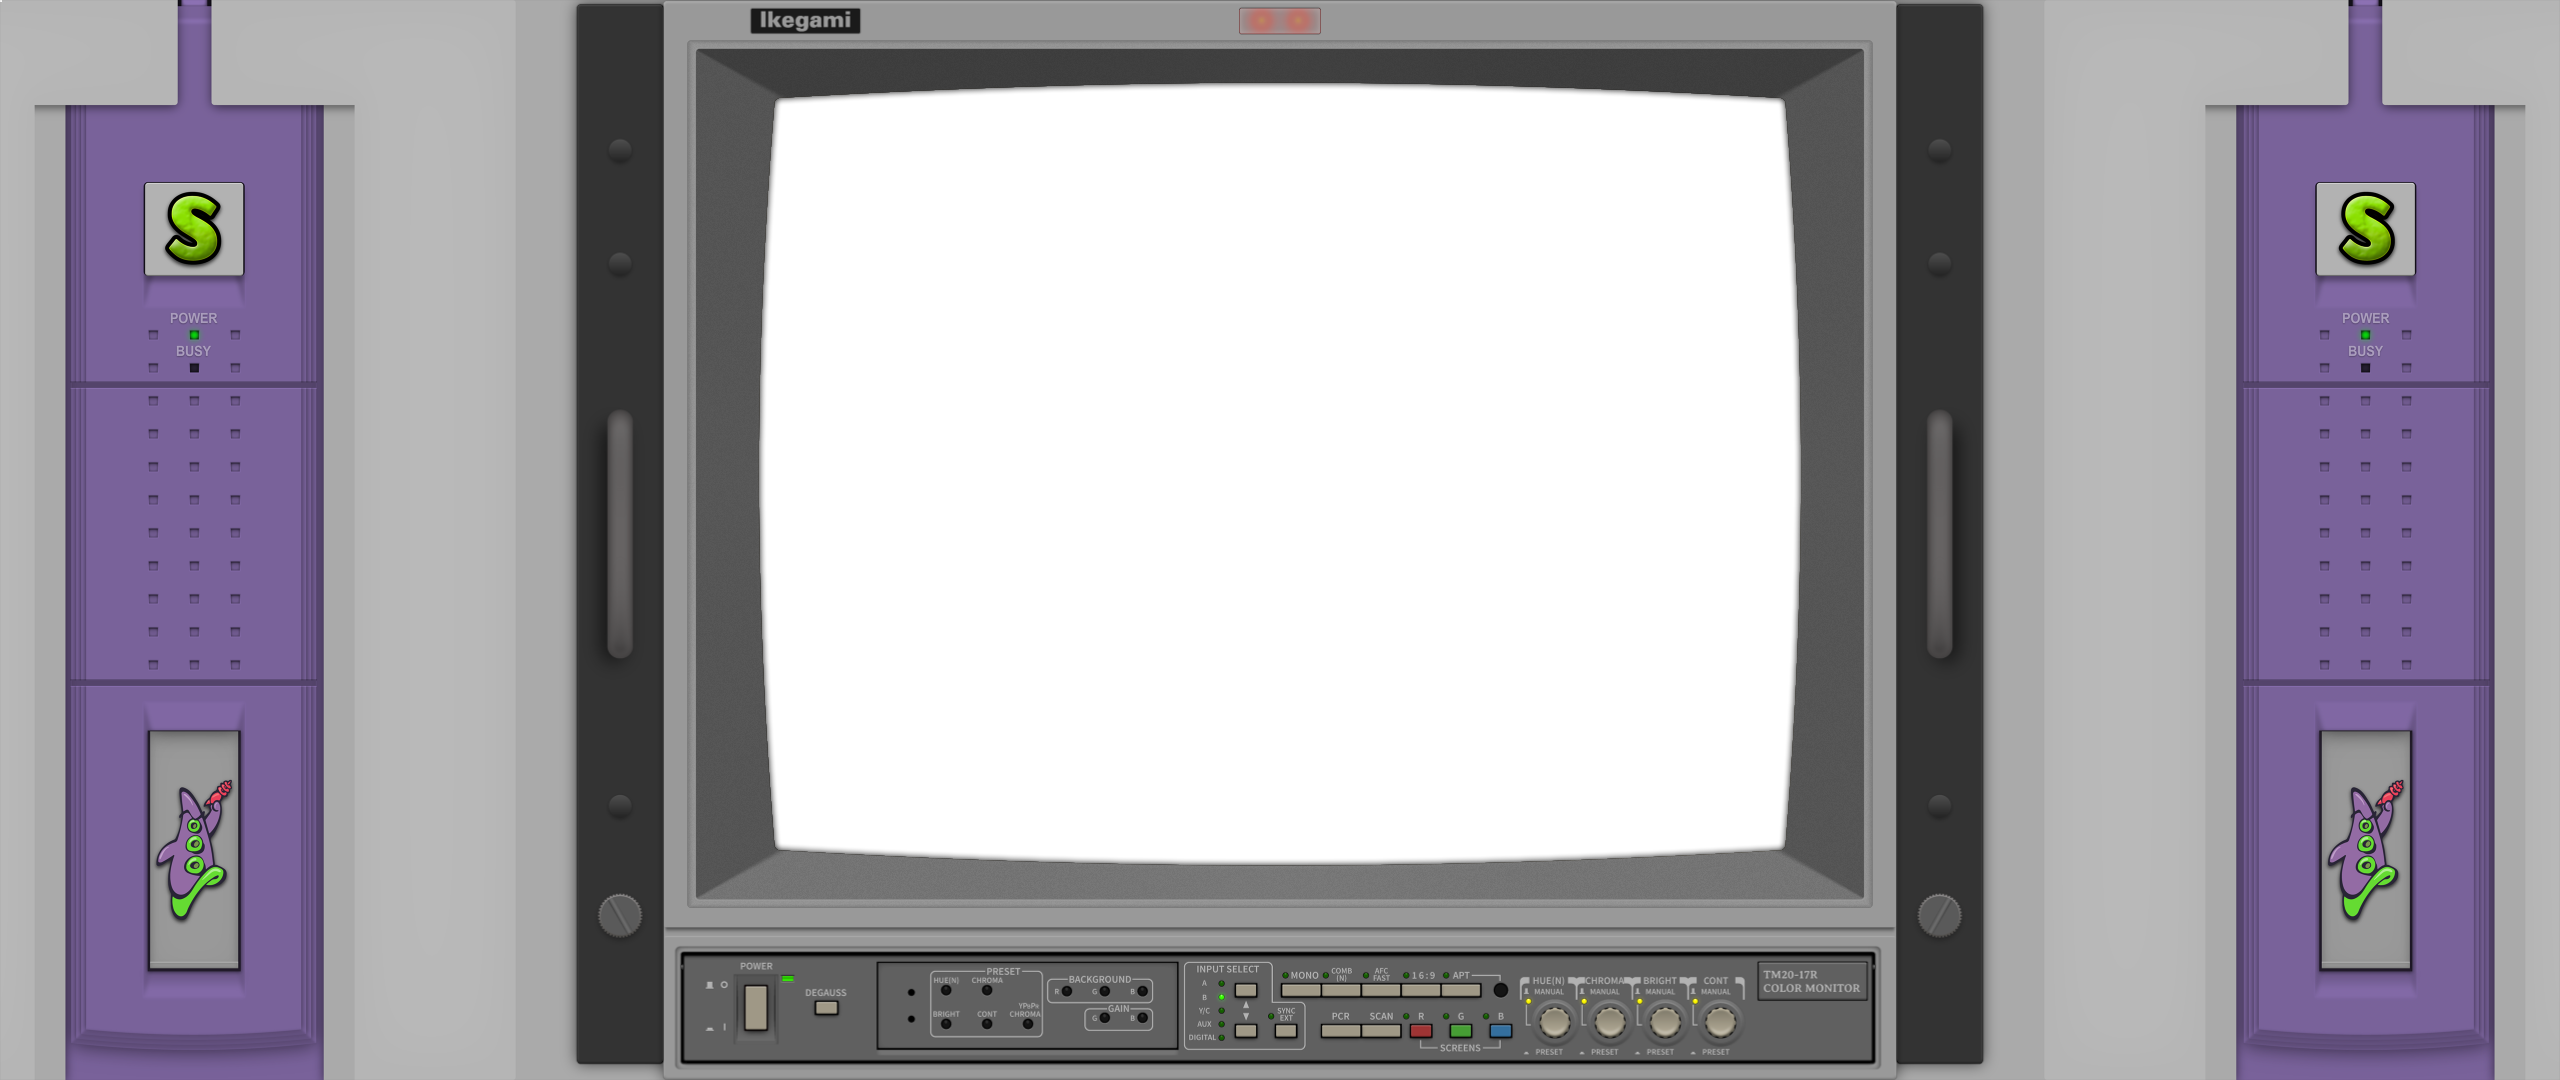 Ikegami
S
POWER
BUSY
S
POWER
BUSY
POWER
DEGAUSS
PRESET
HUE(N) CHROMA
BRIGHT CONT YPBPR CHROMA
BACKGROUND
R G B
GAIN
G B
INPUT SELECT
A
B
Y/C
AUX
DIGITAL
SYNC
EXT
MONO COMB (N) AFC FAST 16:9 APT
PCR SCAN R G B
SCREENS
HUE(N) CHROMA BRIGHT CONT
MANUAL MANUAL MANUAL MANUAL
PRESET PRESET PRESET PRESET
TM20-17R
COLOR MONITOR